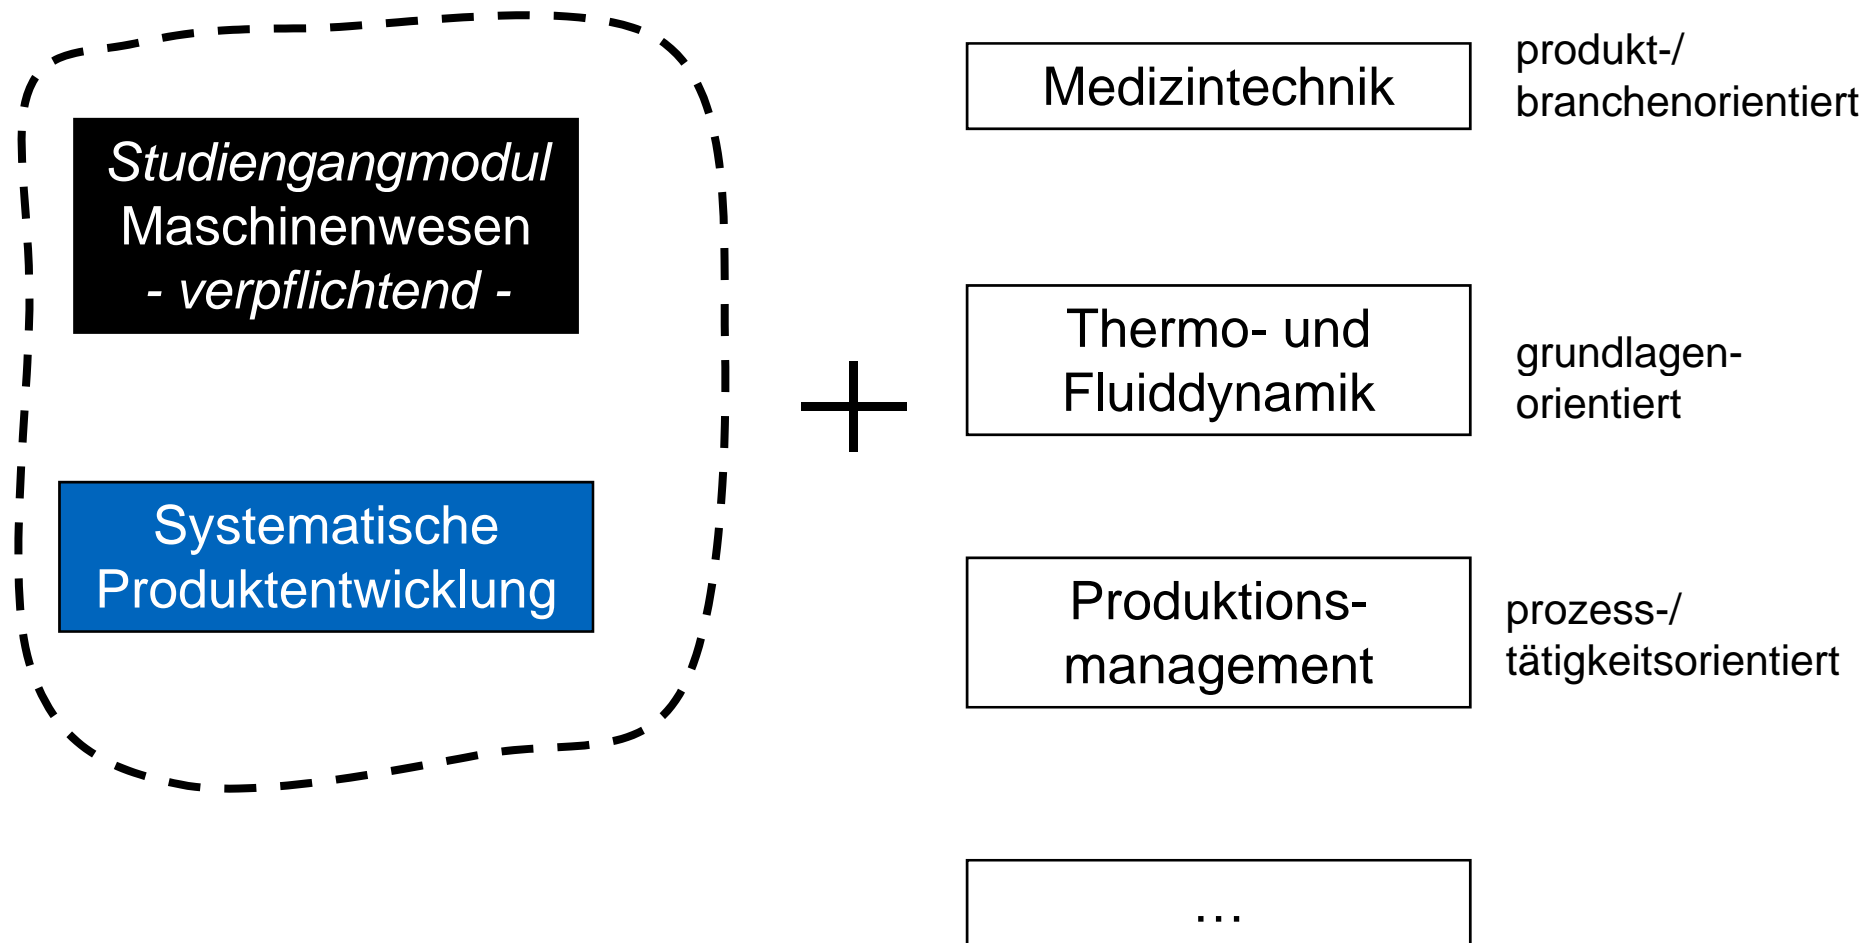 Studiengangmodul
Maschinenwesen
- verpflichtend -
Systematische
Produktentwicklung
Medizintechnik
produkt-/
branchenorientiert
Thermo- und
Fluiddynamik
grundlagen-
orientiert
Produktions-
management
prozess-/
tätigkeitsorientiert
…